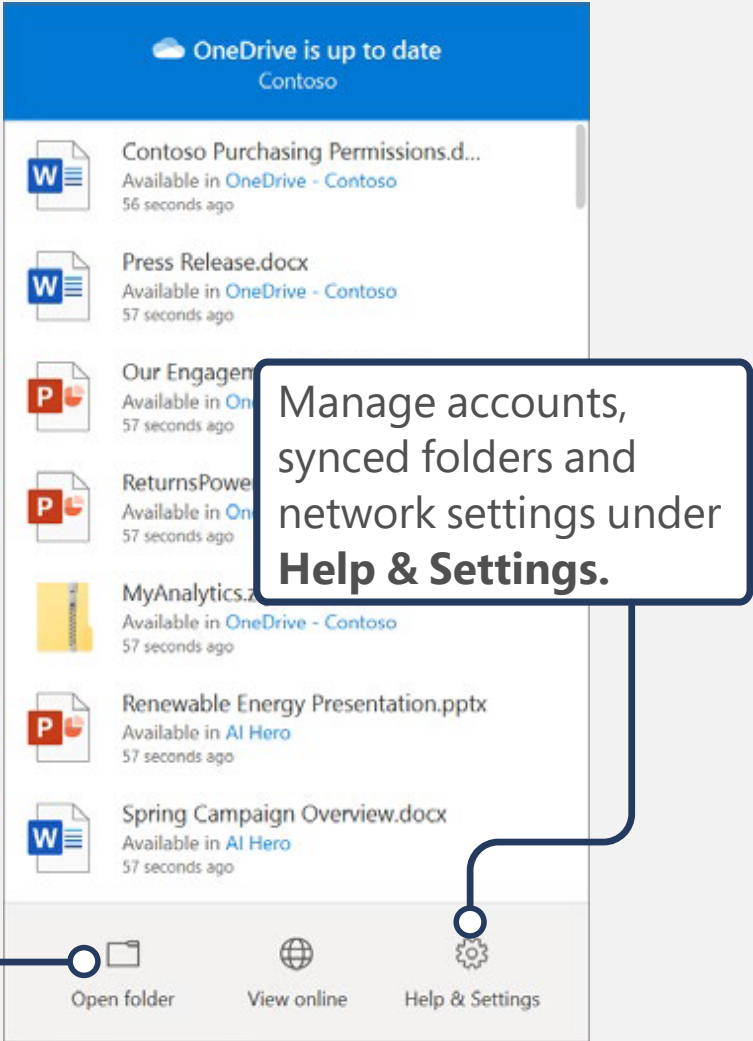 OneDrive is up to date
Contoso
Contoso Purchasing Permissions.d...
Available in OneDrive - Contoso
56 seconds ago
Press Release.docx
Available in OneDrive - Contoso
57 seconds ago
Our Engagem
Available in On
57 seconds ago
ReturnsPowe
Available in On
57 seconds ago
Manage accounts,
synced folders and
network settings under
Help & Settings.
MyAnalytics.z
Available in OneDrive - Contoso
57 seconds ago
Renewable Energy Presentation.pptx
Available in AI Hero
57 seconds ago
Spring Campaign Overview.docx
Available in AI Hero
57 seconds ago
Open folder
View online
Help & Settings